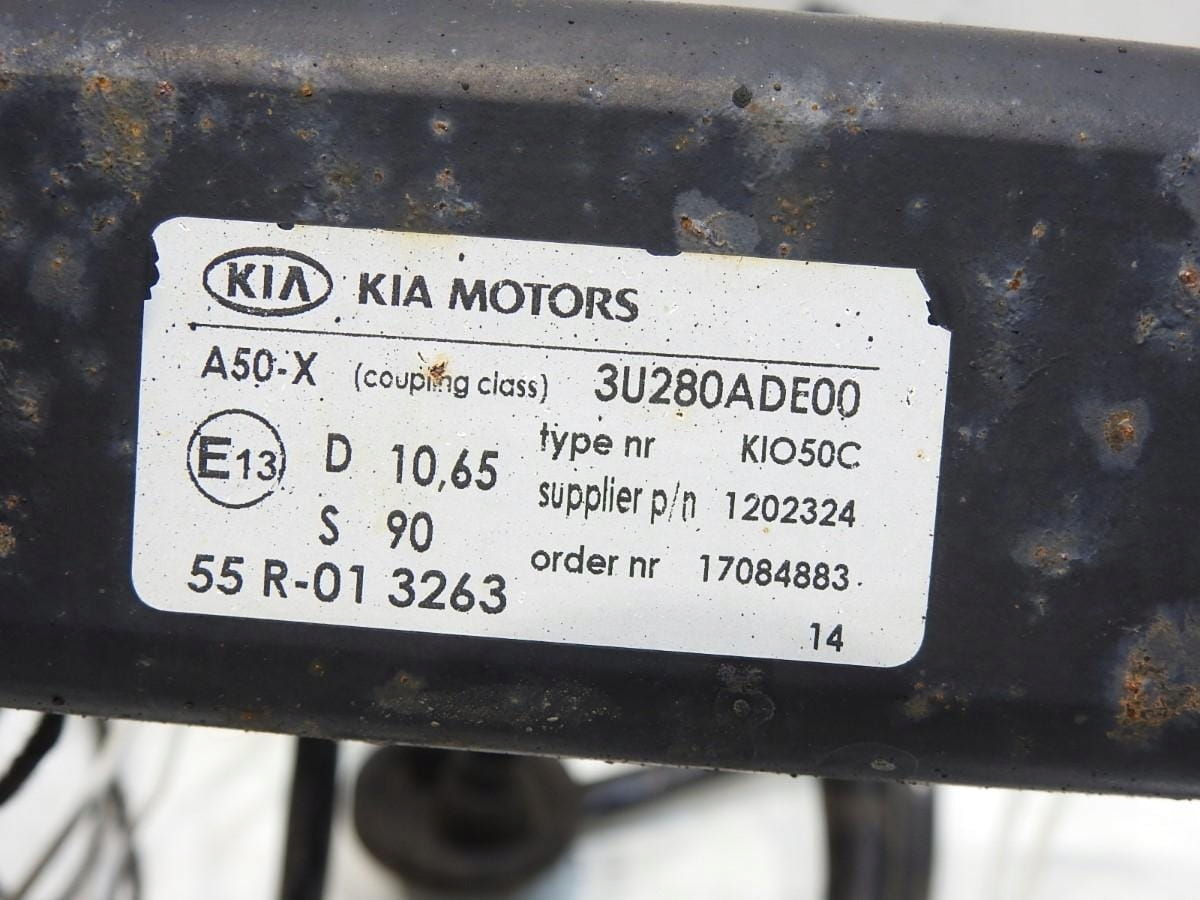 KIA KIA MOTORS
A50-X (coupling class) 3U280ADE00
E13 D 10,65 type nr KIO50C
S 90 supplier p/n 1202324
55 R-01 3263 order nr 17084883
14